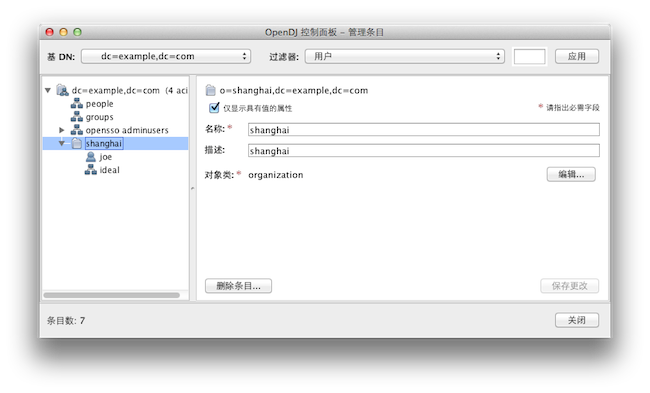 OpenDJ 控制面板 – 管理条目
基 DN: dc=example,dc=com 过滤器: 用户 应用
dc=example,dc=com (4 aci
people
groups
opensso adminusers
shanghai
joe
ideal
o=shanghai,dc=example,dc=com
仅显示具有值的属性 * 请指出必需字段
名称: * shanghai
描述: shanghai
对象类: * organization 编辑...
删除条目... 保存更改
条目数: 7 关闭